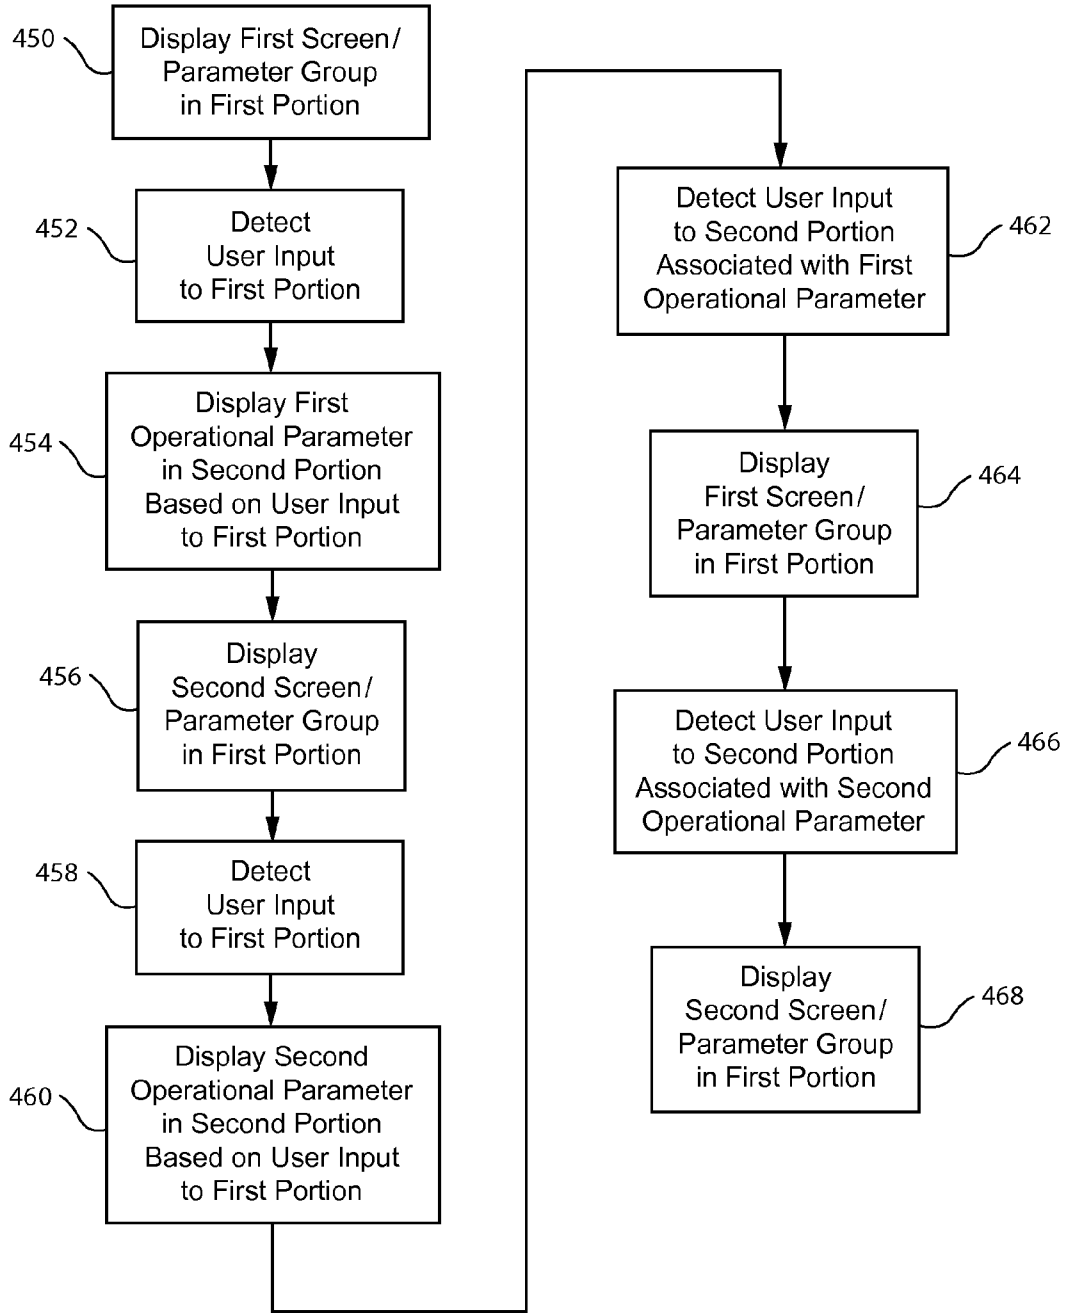 450
Display First Screen/
Parameter Group
in First Portion
452
Detect
User Input
to First Portion
454
Display First
Operational Parameter
in Second Portion
Based on User Input
to First Portion
456
Display
Second Screen/
Parameter Group
in First Portion
458
Detect
User Input
to First Portion
460
Display Second
Operational Parameter
in Second Portion
Based on User Input
to First Portion
Detect User Input
to Second Portion
Associated with First
Operational Parameter
462
Display
First Screen/
Parameter Group
in First Portion
464
Detect User Input
to Second Portion
Associated with Second
Operational Parameter
466
Display
Second Screen/
Parameter Group
in First Portion
468